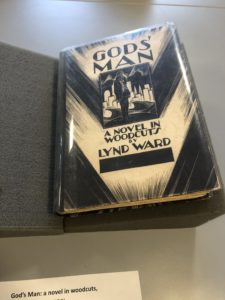 GODS'
MAN
A NOVEL IN
WOODCUTS
BY
LYND WARD
God's Man: a novel in woodcuts,